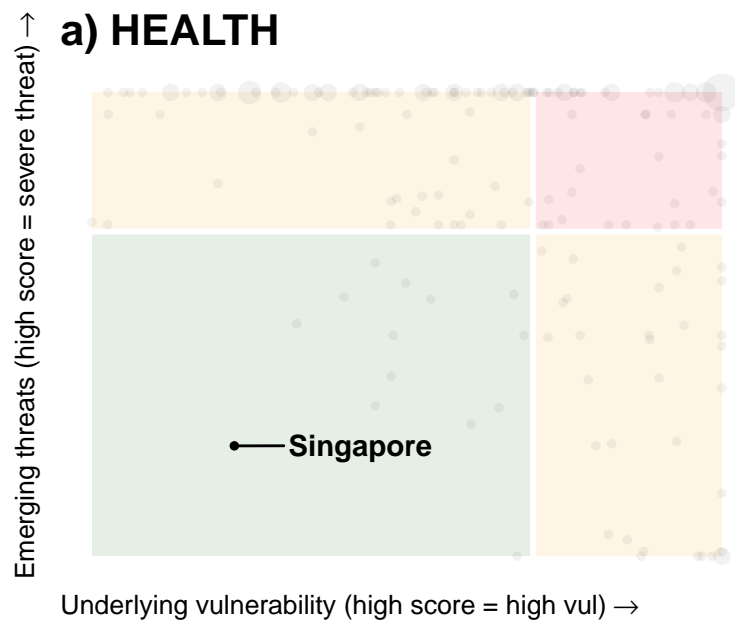 a) HEALTH
Emerging threats (high score = severe threat) →
Singapore
Underlying vulnerability (high score = high vul) →